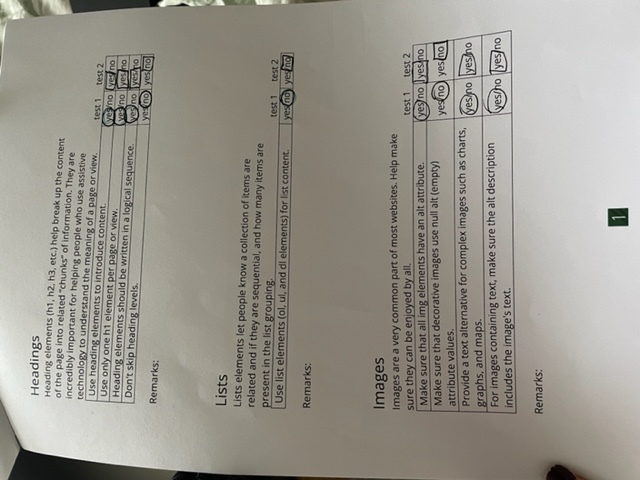 Headings
Heading elements (h1, h2, h3, etc.) help break up the content
of the page into related "chunks" of information. They are
incredibly important for helping people who use assistive
technology to understand the meaning of a page or view.
test 1 test 2
Use heading elements to introduce content. yes/no yes/no
Use only one h1 element per page or view. yes/no yes/no
Heading elements should be written in a logical sequence. yes/no yes/no
Don't skip heading levels. yes/no yes/no
Remarks:
Lists
Lists elements let people know a collection of items are
related and if they are sequential, and how many items are
present in the list grouping.
test 1 test 2
Use list elements (ol, ul, and dl elements) for list content. yes/no yes/no
Remarks:
Images
Images are a very common part of most websites. Help make
sure they can be enjoyed by all.
test 1 test 2
Make sure that all img elements have an alt attribute. yes/no yes/no
Make sure that decorative images use null alt (empty)
attribute values. yes/no yes/no
Provide a text alternative for complex images such as charts,
graphs, and maps. yes/no yes/no
For images containing text, make sure the alt description
includes the image's text. yes/no yes/no
Remarks:
1